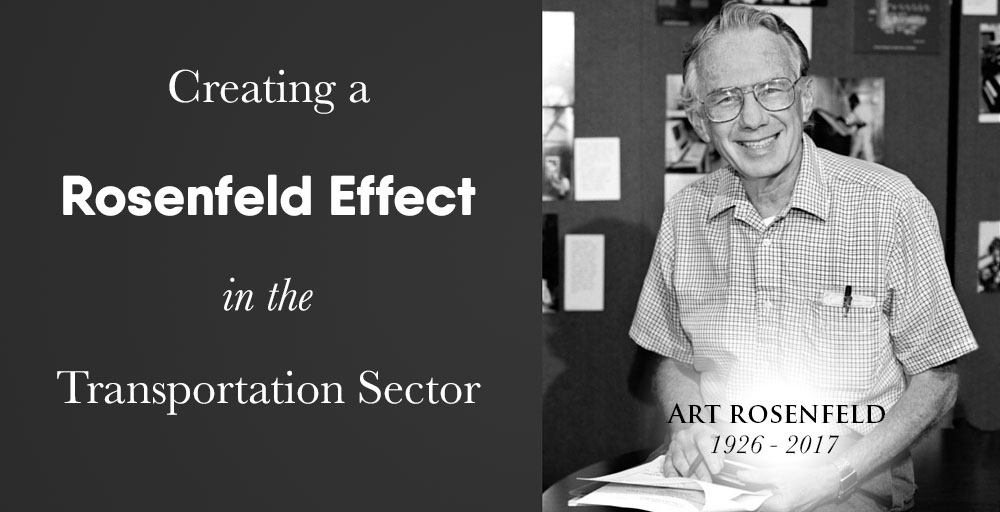 Creating a
Rosenfeld Effect
in the
Transportation Sector
ART ROSENFELD
1926 - 2017